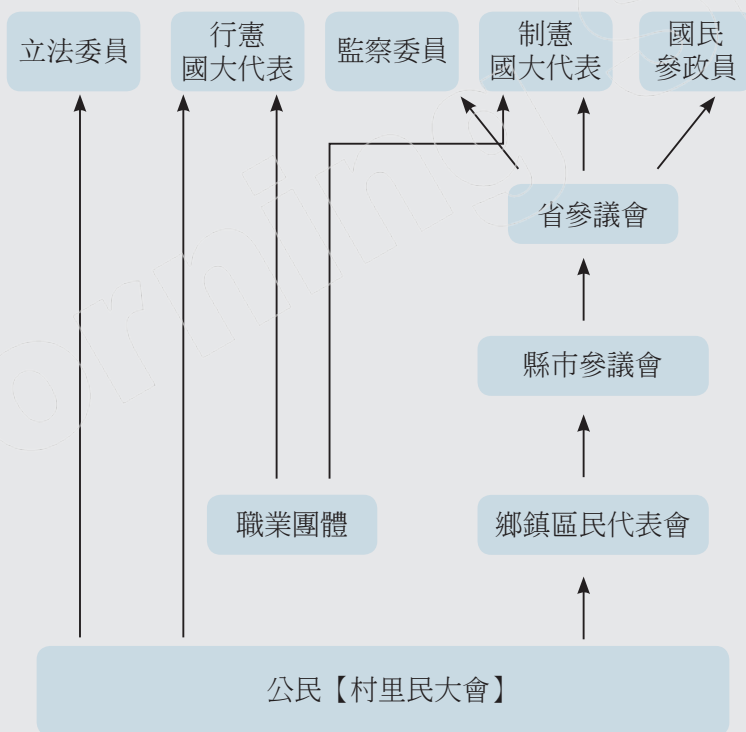 立法委員
行憲
國大代表
監察委員
制憲
國大代表
國民
參政員
省參議會
縣市參議會
職業團體
鄉鎮區民代表會
公民【村里民大會】